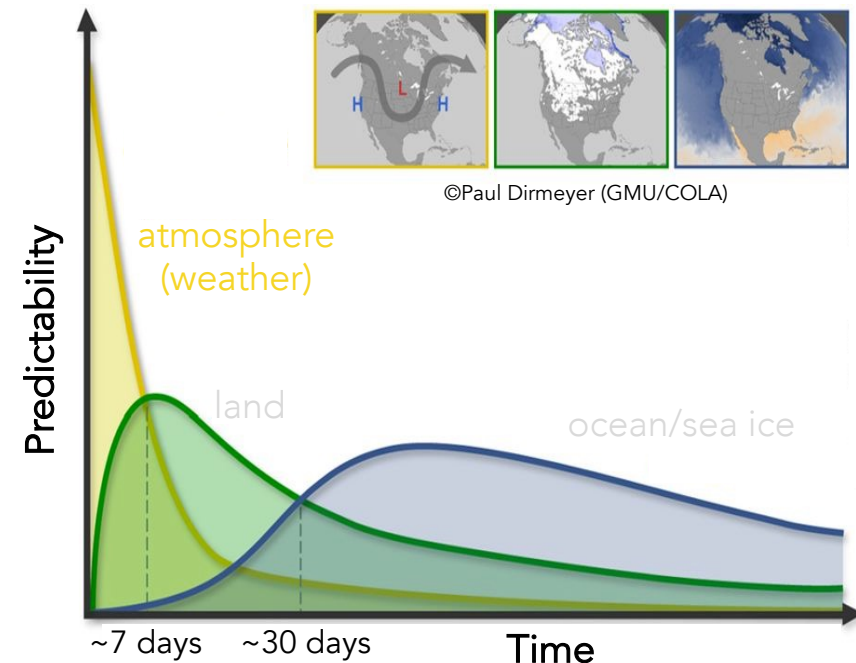 H
L
H
©Paul Dirmeyer (GMU/COLA)
atmosphere
(weather)
land
ocean/sea ice
Predictability
~7 days
~30 days
Time